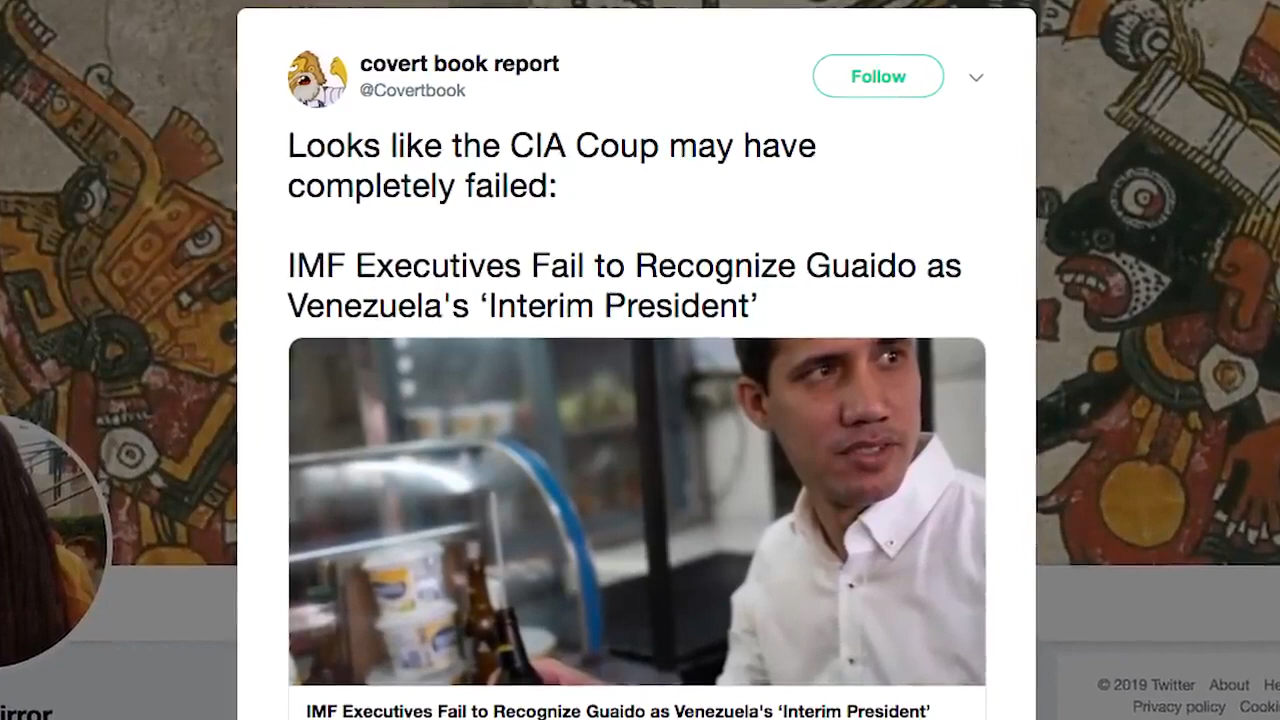 covert book report
@Covertbook
Follow
Looks like the CIA Coup may have
completely failed:
IMF Executives Fail to Recognize Guaido as
Venezuela's ‘Interim President’
IMF Executives Fail to Recognize Guaido as Venezuela's ‘Interim President’
© 2019 Twitter About
Privacy policy